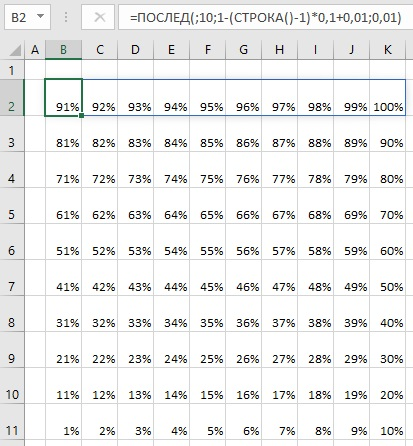 B2 =ПОСЛЕД(;10;1-(СТРОКА()-1)*0,1+0,01;0,01)
A B C D E F G H I J K
1
2 91% 92% 93% 94% 95% 96% 97% 98% 99% 100%
3 81% 82% 83% 84% 85% 86% 87% 88% 89% 90%
4 71% 72% 73% 74% 75% 76% 77% 78% 79% 80%
5 61% 62% 63% 64% 65% 66% 67% 68% 69% 70%
6 51% 52% 53% 54% 55% 56% 57% 58% 59% 60%
7 41% 42% 43% 44% 45% 46% 47% 48% 49% 50%
8 31% 32% 33% 34% 35% 36% 37% 38% 39% 40%
9 21% 22% 23% 24% 25% 26% 27% 28% 29% 30%
10 11% 12% 13% 14% 15% 16% 17% 18% 19% 20%
11 1% 2% 3% 4% 5% 6% 7% 8% 9% 10%